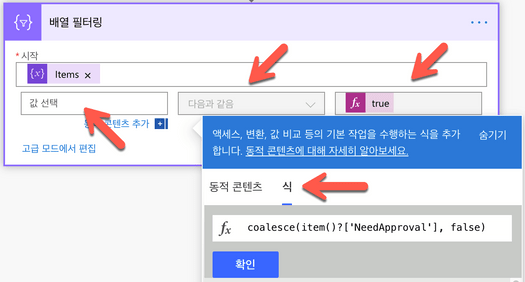 배열 필터링
* 시작
Items ×
값 선택
다음과 같음
fx true
콘텐츠 추가
고급 모드에서 편집
액세스, 변환, 값 비교 등의 기본 작업을 수행하는 식을 추가
합니다. 동적 콘텐츠에 대해 자세히 알아보세요.
숨기기
동적 콘텐츠
식
fx coalesce(item()?['NeedApproval'], false)
확인